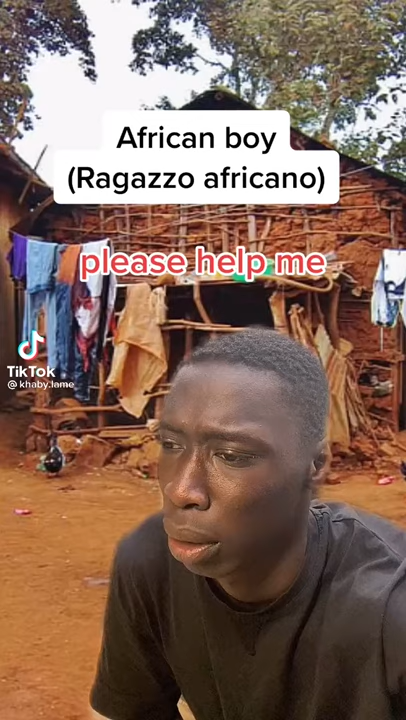 African boy
(Ragazzo africano)
please help me
TikTok
@khaby.lame